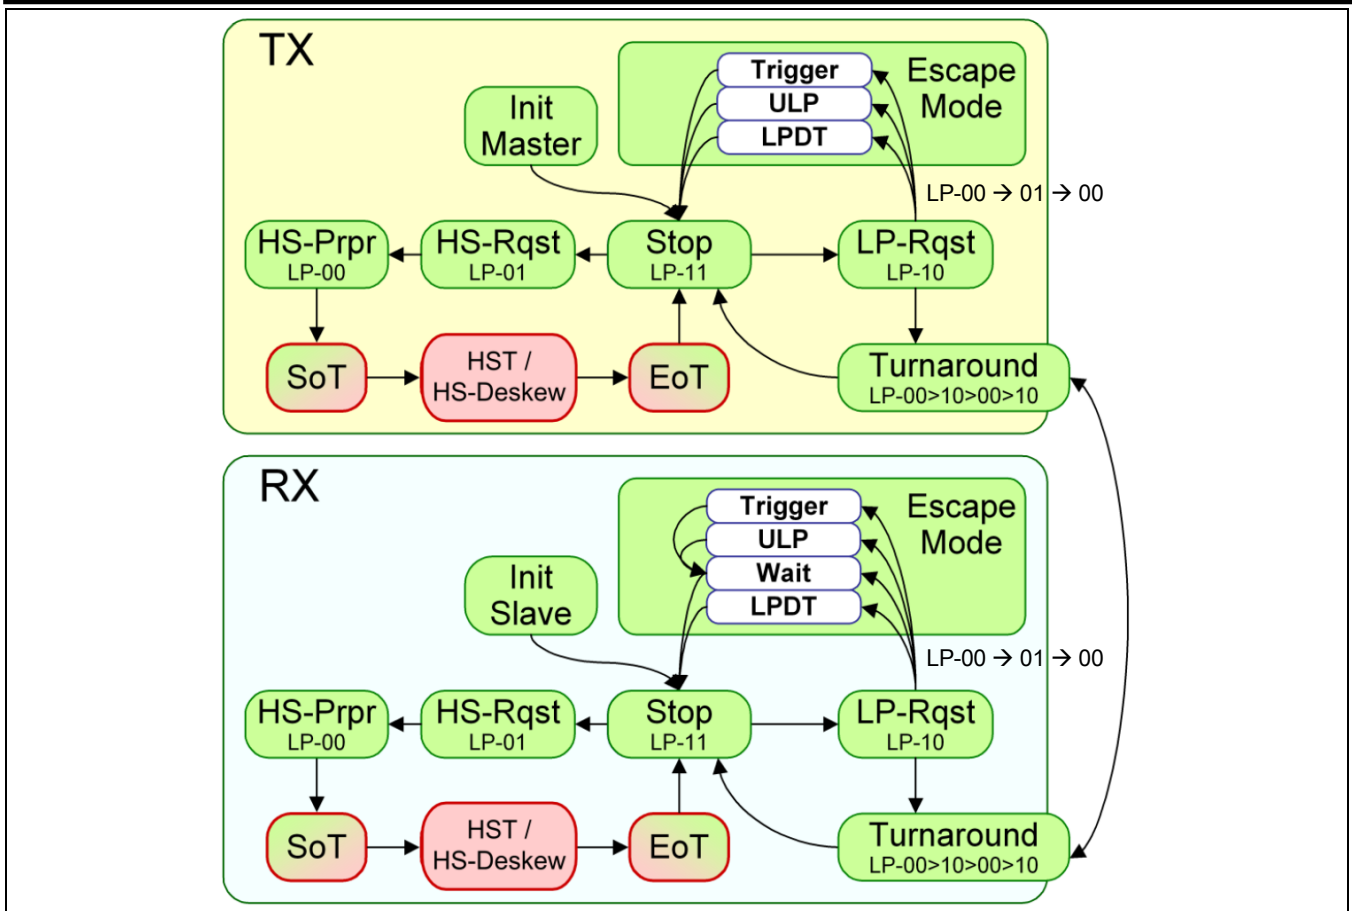 TX
Trigger
ULP
LPDT
Escape
Mode
Init
Master
LP-00 → 01 → 00
HS-Prpr
LP-00
HS-Rqst
LP-01
Stop
LP-11
LP-Rqst
LP-10
SoT
HST /
HS-Deskew
EoT
Turnaround
LP-00>10>00>10
RX
Trigger
ULP
Wait
LPDT
Escape
Mode
Init
Slave
LP-00 → 01 → 00
HS-Prpr
LP-00
HS-Rqst
LP-01
Stop
LP-11
LP-Rqst
LP-10
SoT
HST /
HS-Deskew
EoT
Turnaround
LP-00>10>00>10